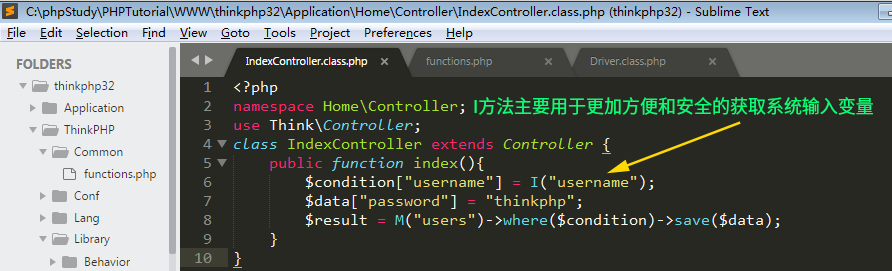 C:\phpStudy\PHPTutorial\WWW\thinkphp32\Application\Home\Controller\IndexController.class.php (thinkphp32) - Sublime Text
File Edit Selection Find View Goto Tools Project Preferences Help
FOLDERS
thinkphp32
Application
ThinkPHP
Common
functions.php
Conf
Lang
Library
Behavior
IndexController.class.php × functions.php × Driver.class.php ×
1 <?php
2 namespace Home\Controller; I方法主要用于更加方便和安全的获取系统输入变量
3 use Think\Controller;
4 class IndexController extends Controller {
5 public function index(){
6 $condition["username"] = I("username");
7 $data["password"] = "thinkphp";
8 $result = M("users")->where($condition)->save($data);
9 }
10 }